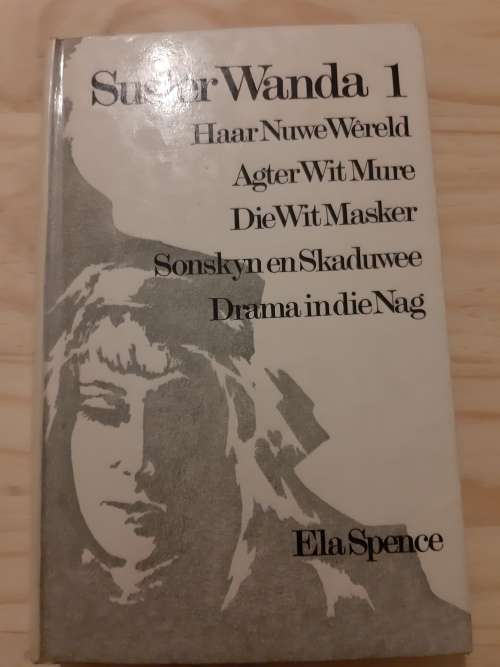 Suster Wanda 1
Haar Nuwe Wêreld
Agter Wit Mure
Die Wit Masker
Sonskyn en Skaduwee
Drama in die Nag
Ela Spence